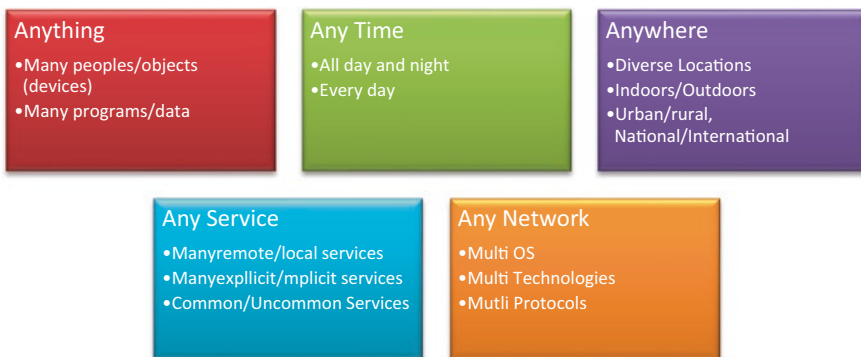 Anything
•Many peoples/objects
(devices)
•Many programs/data
Any Time
•All day and night
•Every day
Anywhere
•Diverse Locations
•Indoors/Outdoors
•Urban/rural,
National/International
Any Service
•Manyremote/local services
•Manyexpllicit/mplicit services
•Common/Uncommon Services
Any Network
•Multi OS
•Multi Technologies
•Mutli Protocols